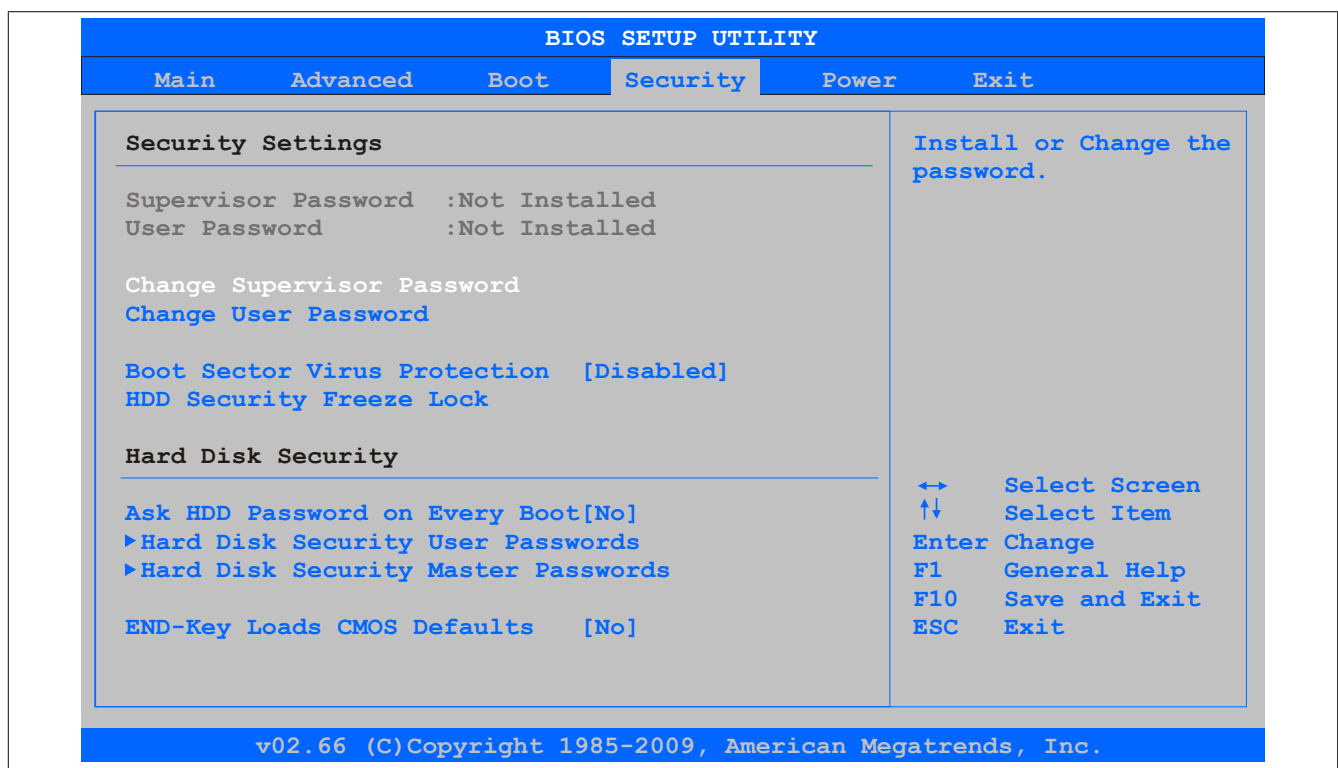 BIOS SETUP UTILITY
Main Advanced Boot Security Power Exit
Security Settings
Supervisor Password :Not Installed
User Password :Not Installed
Change Supervisor Password
Change User Password
Boot Sector Virus Protection [Disabled]
HDD Security Freeze Lock
Hard Disk Security
Ask HDD Password on Every Boot[No]
Hard Disk Security User Passwords
Hard Disk Security Master Passwords
END-Key Loads CMOS Defaults [No]
Install or Change the
password.
↔ Select Screen
↑↓ Select Item
Enter Change
F1 General Help
F10 Save and Exit
ESC Exit
v02.66 (C)Copyright 1985-2009, American Megatrends, Inc.